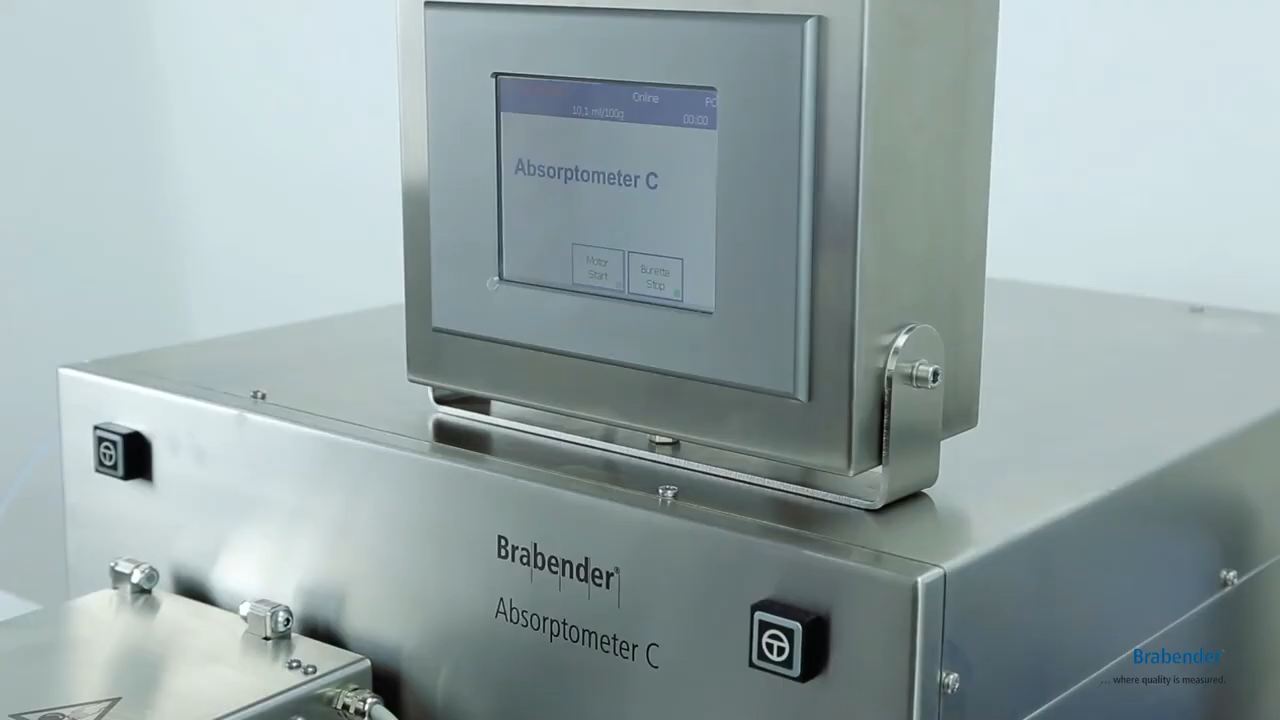 Online
PO
10,1 ml/100g
00:00
Absorptometer C
Motor
Start
Burette
Stop
Brabender®
Absorptometer C
Brabender
... where quality is measured.